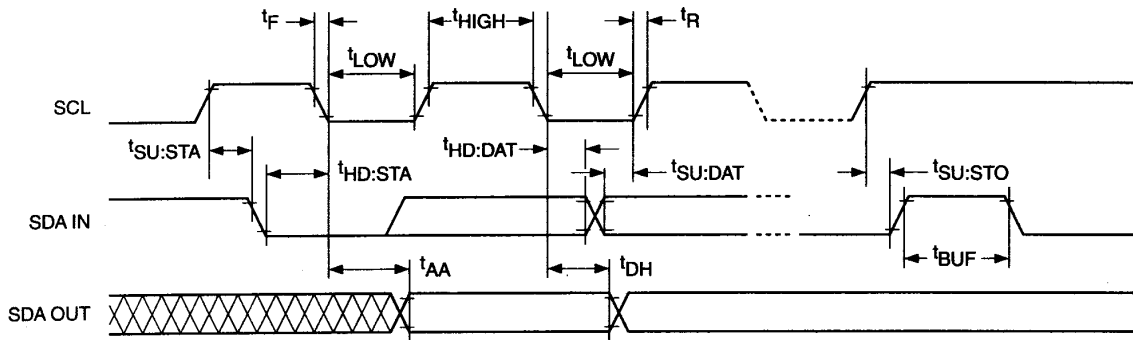 tF
tHIGH
tR
tLOW
tLOW
SCL
tSU:STA
tHD:STA
tHD:DAT
tSU:DAT
tSU:STO
SDA IN
tBUF
tAA
tDH
SDA OUT